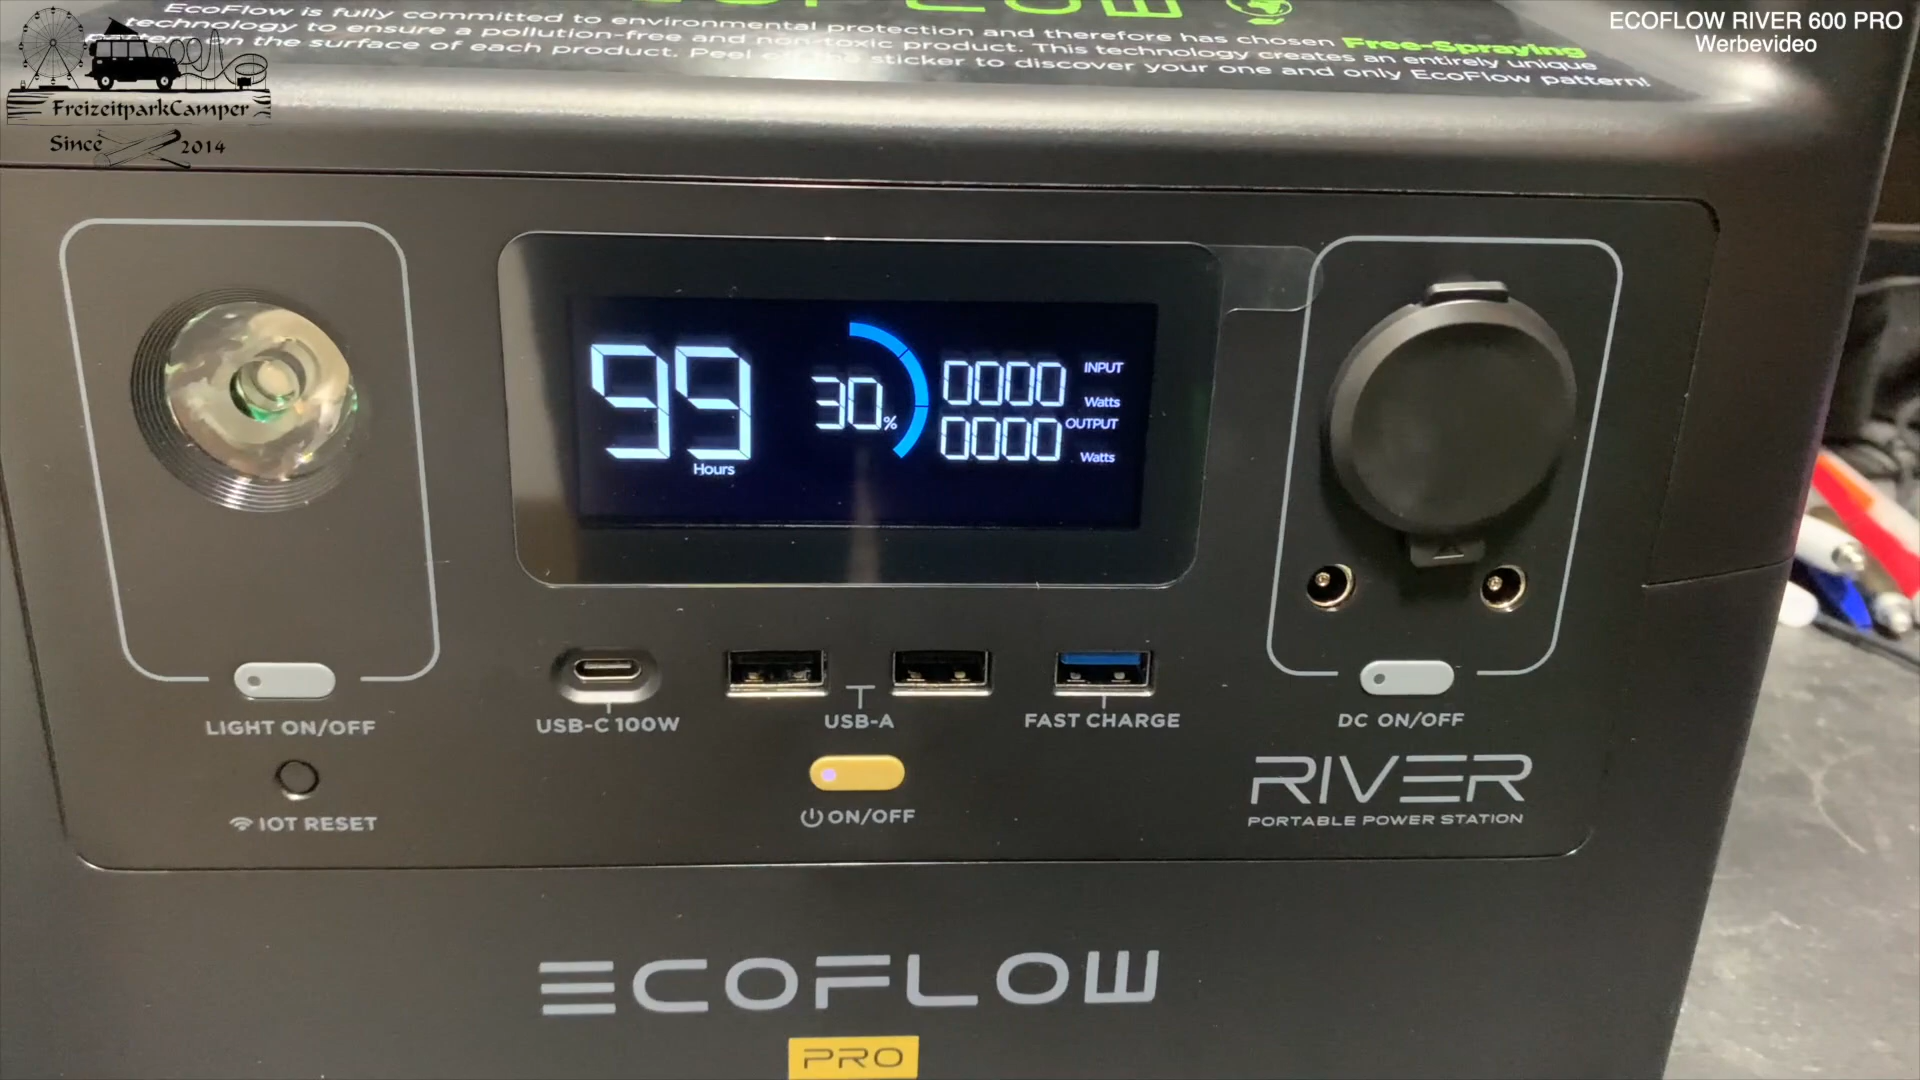 ECOFLOW
EcoFlow is fully committed to environmental protection and therefore has chosen Free-Spraying
technology to ensure a pollution-free and non-toxic product. This technology creates an entirely unique
pattern on the surface of each product. Peel off the sticker to discover your one and only EcoFlow pattern!
ECOFLOW RIVER 600 PRO
Werbevideo
FreizeitparkCamper
Since 2014
99
Hours
30%
0000 INPUT
Watts
0000 OUTPUT
Watts
LIGHT ON/OFF
IOT RESET
USB-C 100W
USB-A
FAST CHARGE
ON/OFF
DC ON/OFF
RIVER
PORTABLE POWER STATION
ECOFLOW
PRO